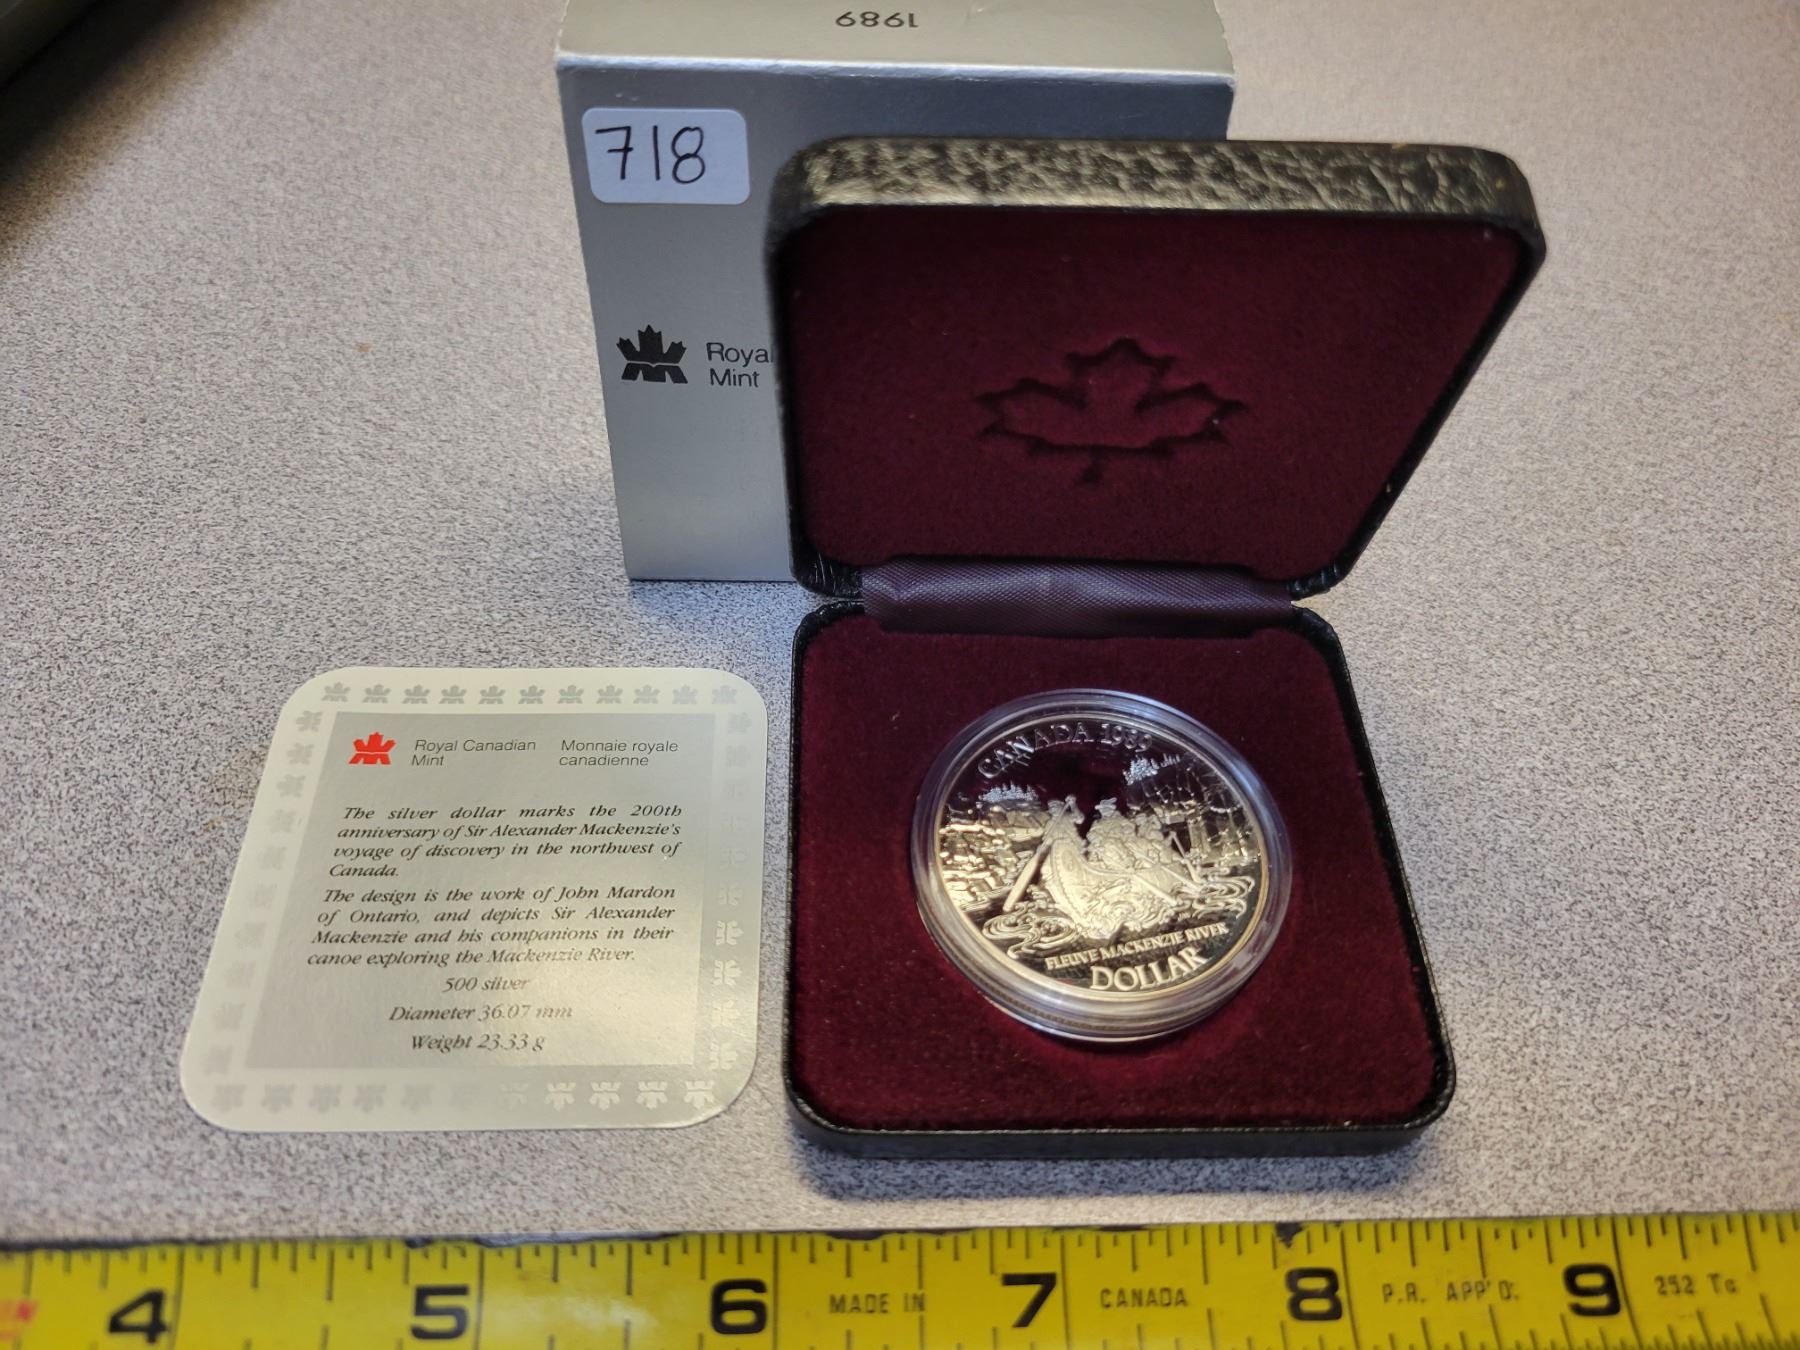 1989
718
Royal
Mint
Royal Canadian
Mint
Monnaie royale
canadienne
The silver dollar marks the 200th
anniversary of Sir Alexander Mackenzie's
voyage of discovery in the northwest of
Canada.
The design is the work of John Mardon
of Ontario, and depicts Sir Alexander
Mackenzie and his companions in their
canoe exploring the Mackenzie River.
500 silver
Diameter 36.07 mm
Weight 23.33 g
CANADA 1989
FLEUVE MACKENZIE RIVER
DOLLAR
4 5 6 MADE IN 7 CANADA 8 P.R. APP'D. 9 252 TG